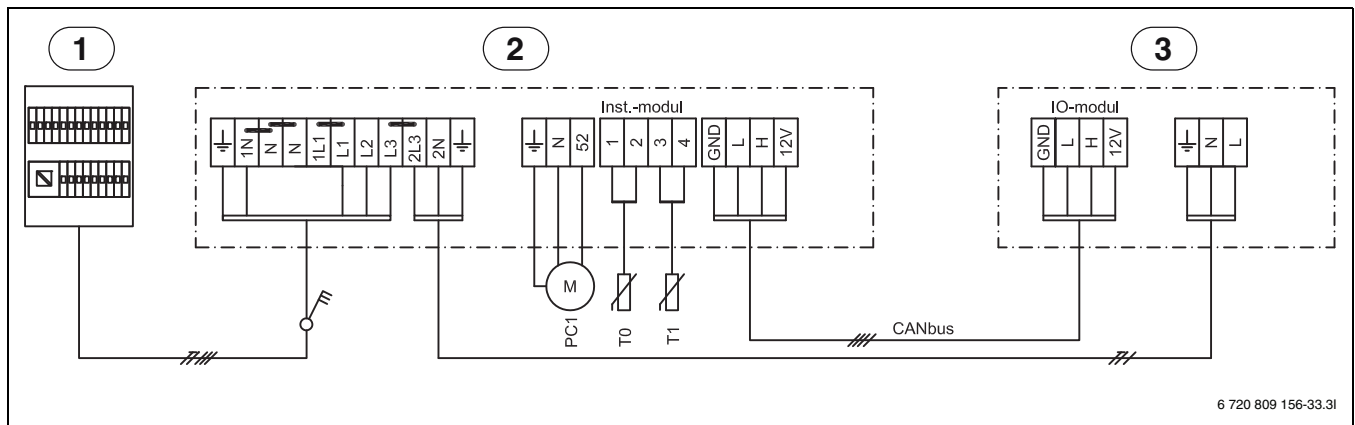 1 2 3
Inst.-modul IO-modul
1N N N 1L1 L1 L2 L3 2L3 2N N 52 1 2 3 4 GND L H 12V GND L H 12V N L
M
PC1 T0 T1
CANbus
6 720 809 156-33.3I